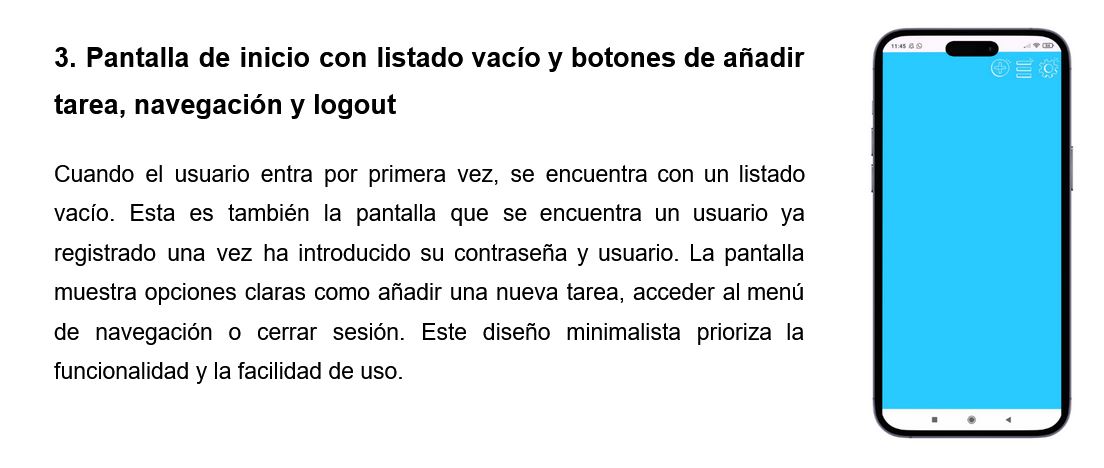 3. Pantalla de inicio con listado vacío y botones de añadir
tarea, navegación y logout
Cuando el usuario entra por primera vez, se encuentra con un listado
vacío. Esta es también la pantalla que se encuentra un usuario ya
registrado una vez ha introducido su contraseña y usuario. La pantalla
muestra opciones claras como añadir una nueva tarea, acceder al menú
de navegación o cerrar sesión. Este diseño minimalista prioriza la
funcionalidad y la facilidad de uso.
11:45